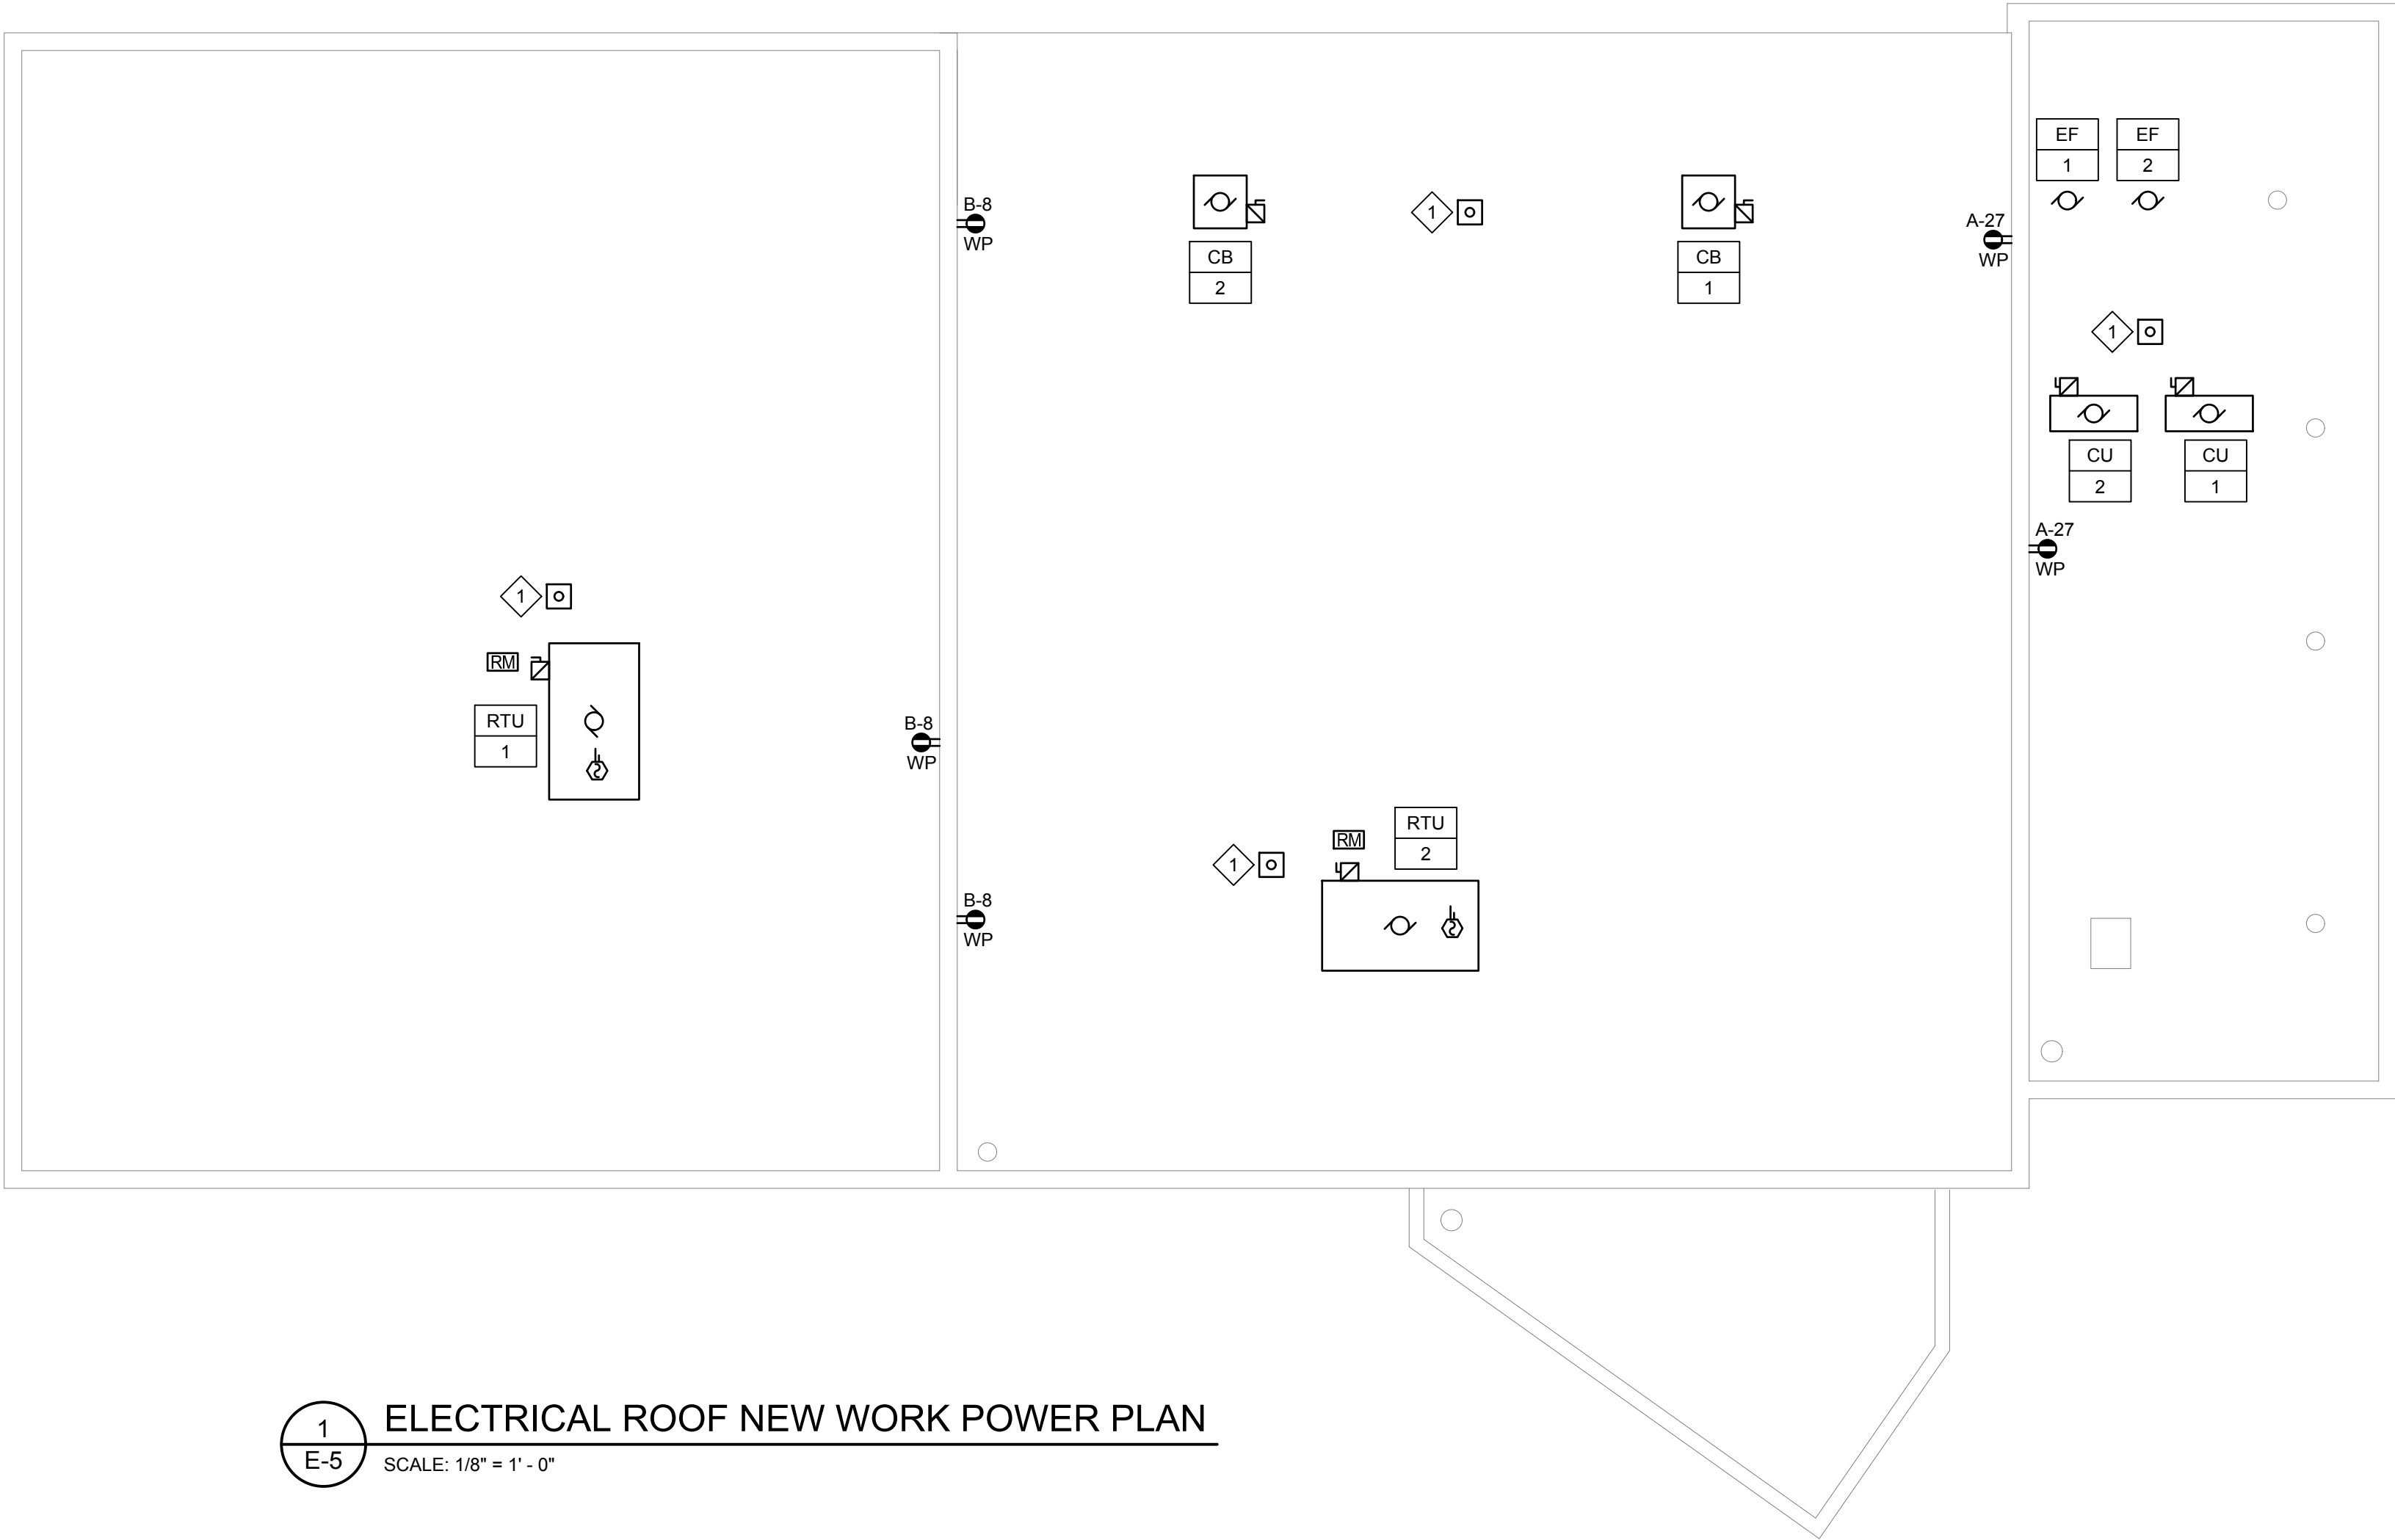 EF
1
EF
2
B-8
WP
CB
2
1
CB
1
A-27
WP
1
CU
2
CU
1
A-27
WP
1
RM
RTU
1
B-8
WP
RM
RTU
2
1
B-8
WP
1
E-5
ELECTRICAL ROOF NEW WORK POWER PLAN
SCALE: 1/8" = 1' - 0"